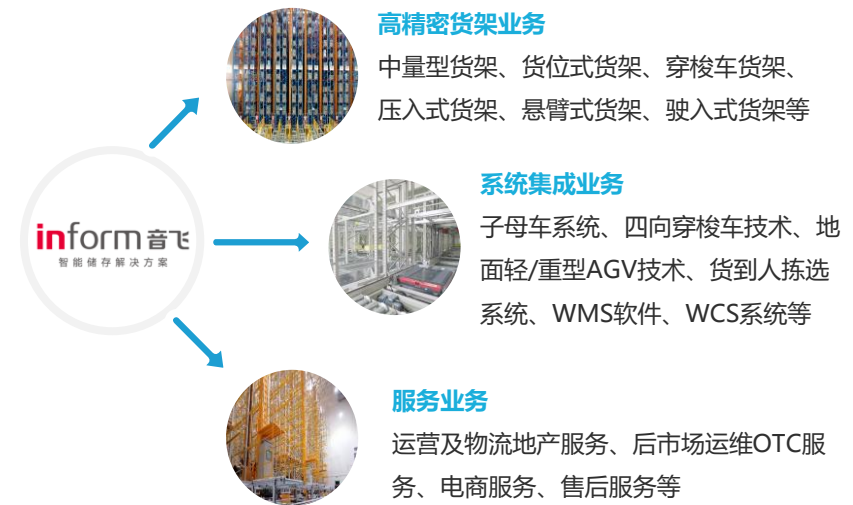 高精密货架业务
中量型货架、货位式货架、穿梭车货架、
压入式货架、悬臂式货架、驶入式货架等
系统集成业务
子母车系统、四向穿梭车技术、地
面轻/重型AGV技术、货到人拣选
系统、WMS软件、WCS系统等
inform 音飞
智能储存解决方案
服务业务
运营及物流地产服务、后市场运维OTC服
务、电商服务、售后服务等